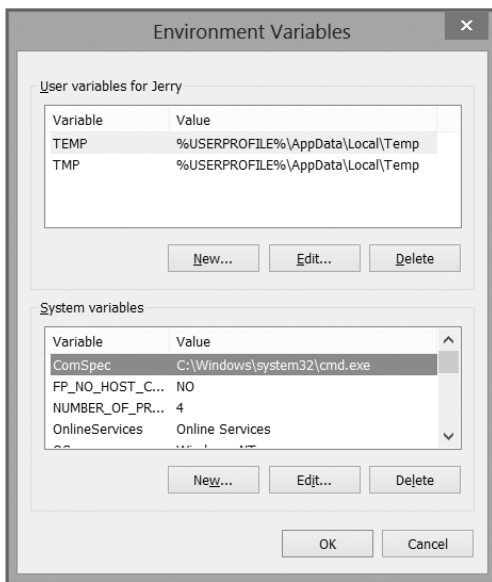 Environment Variables
x
User variables for Jerry
Variable Value
TEMP %USERPROFILE%\AppData\Local\Temp
TMP %USERPROFILE%\AppData\Local\Temp
New... Edit... Delete
System variables
Variable Value
ComSpec C:\Windows\system32\cmd.exe
FP_NO_HOST_C... NO
NUMBER_OF_PR... 4
OnlineServices Online Services
New... Edit... Delete
OK Cancel